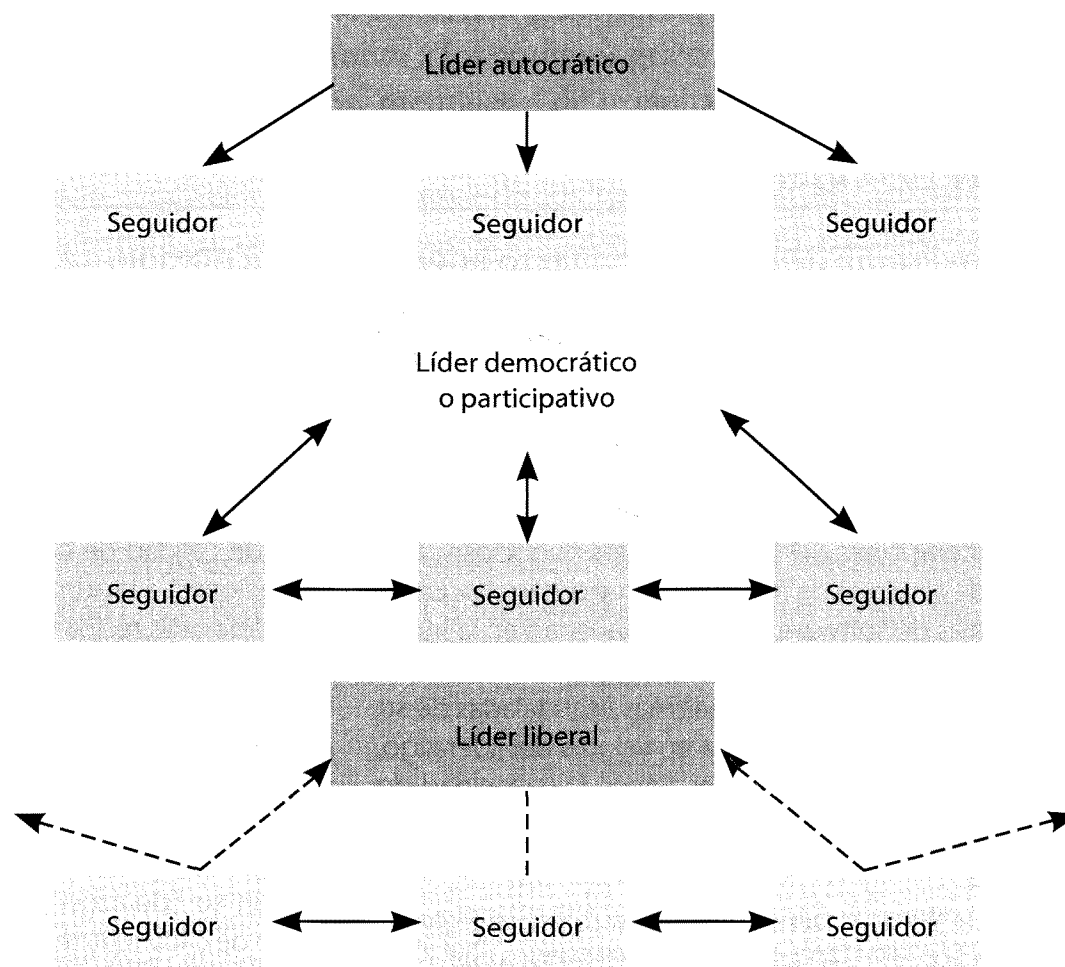 Líder autocrático
Seguidor
Seguidor
Seguidor
Líder democrático
o participativo
Seguidor
Seguidor
Seguidor
Líder liberal
Seguidor
Seguidor
Seguidor